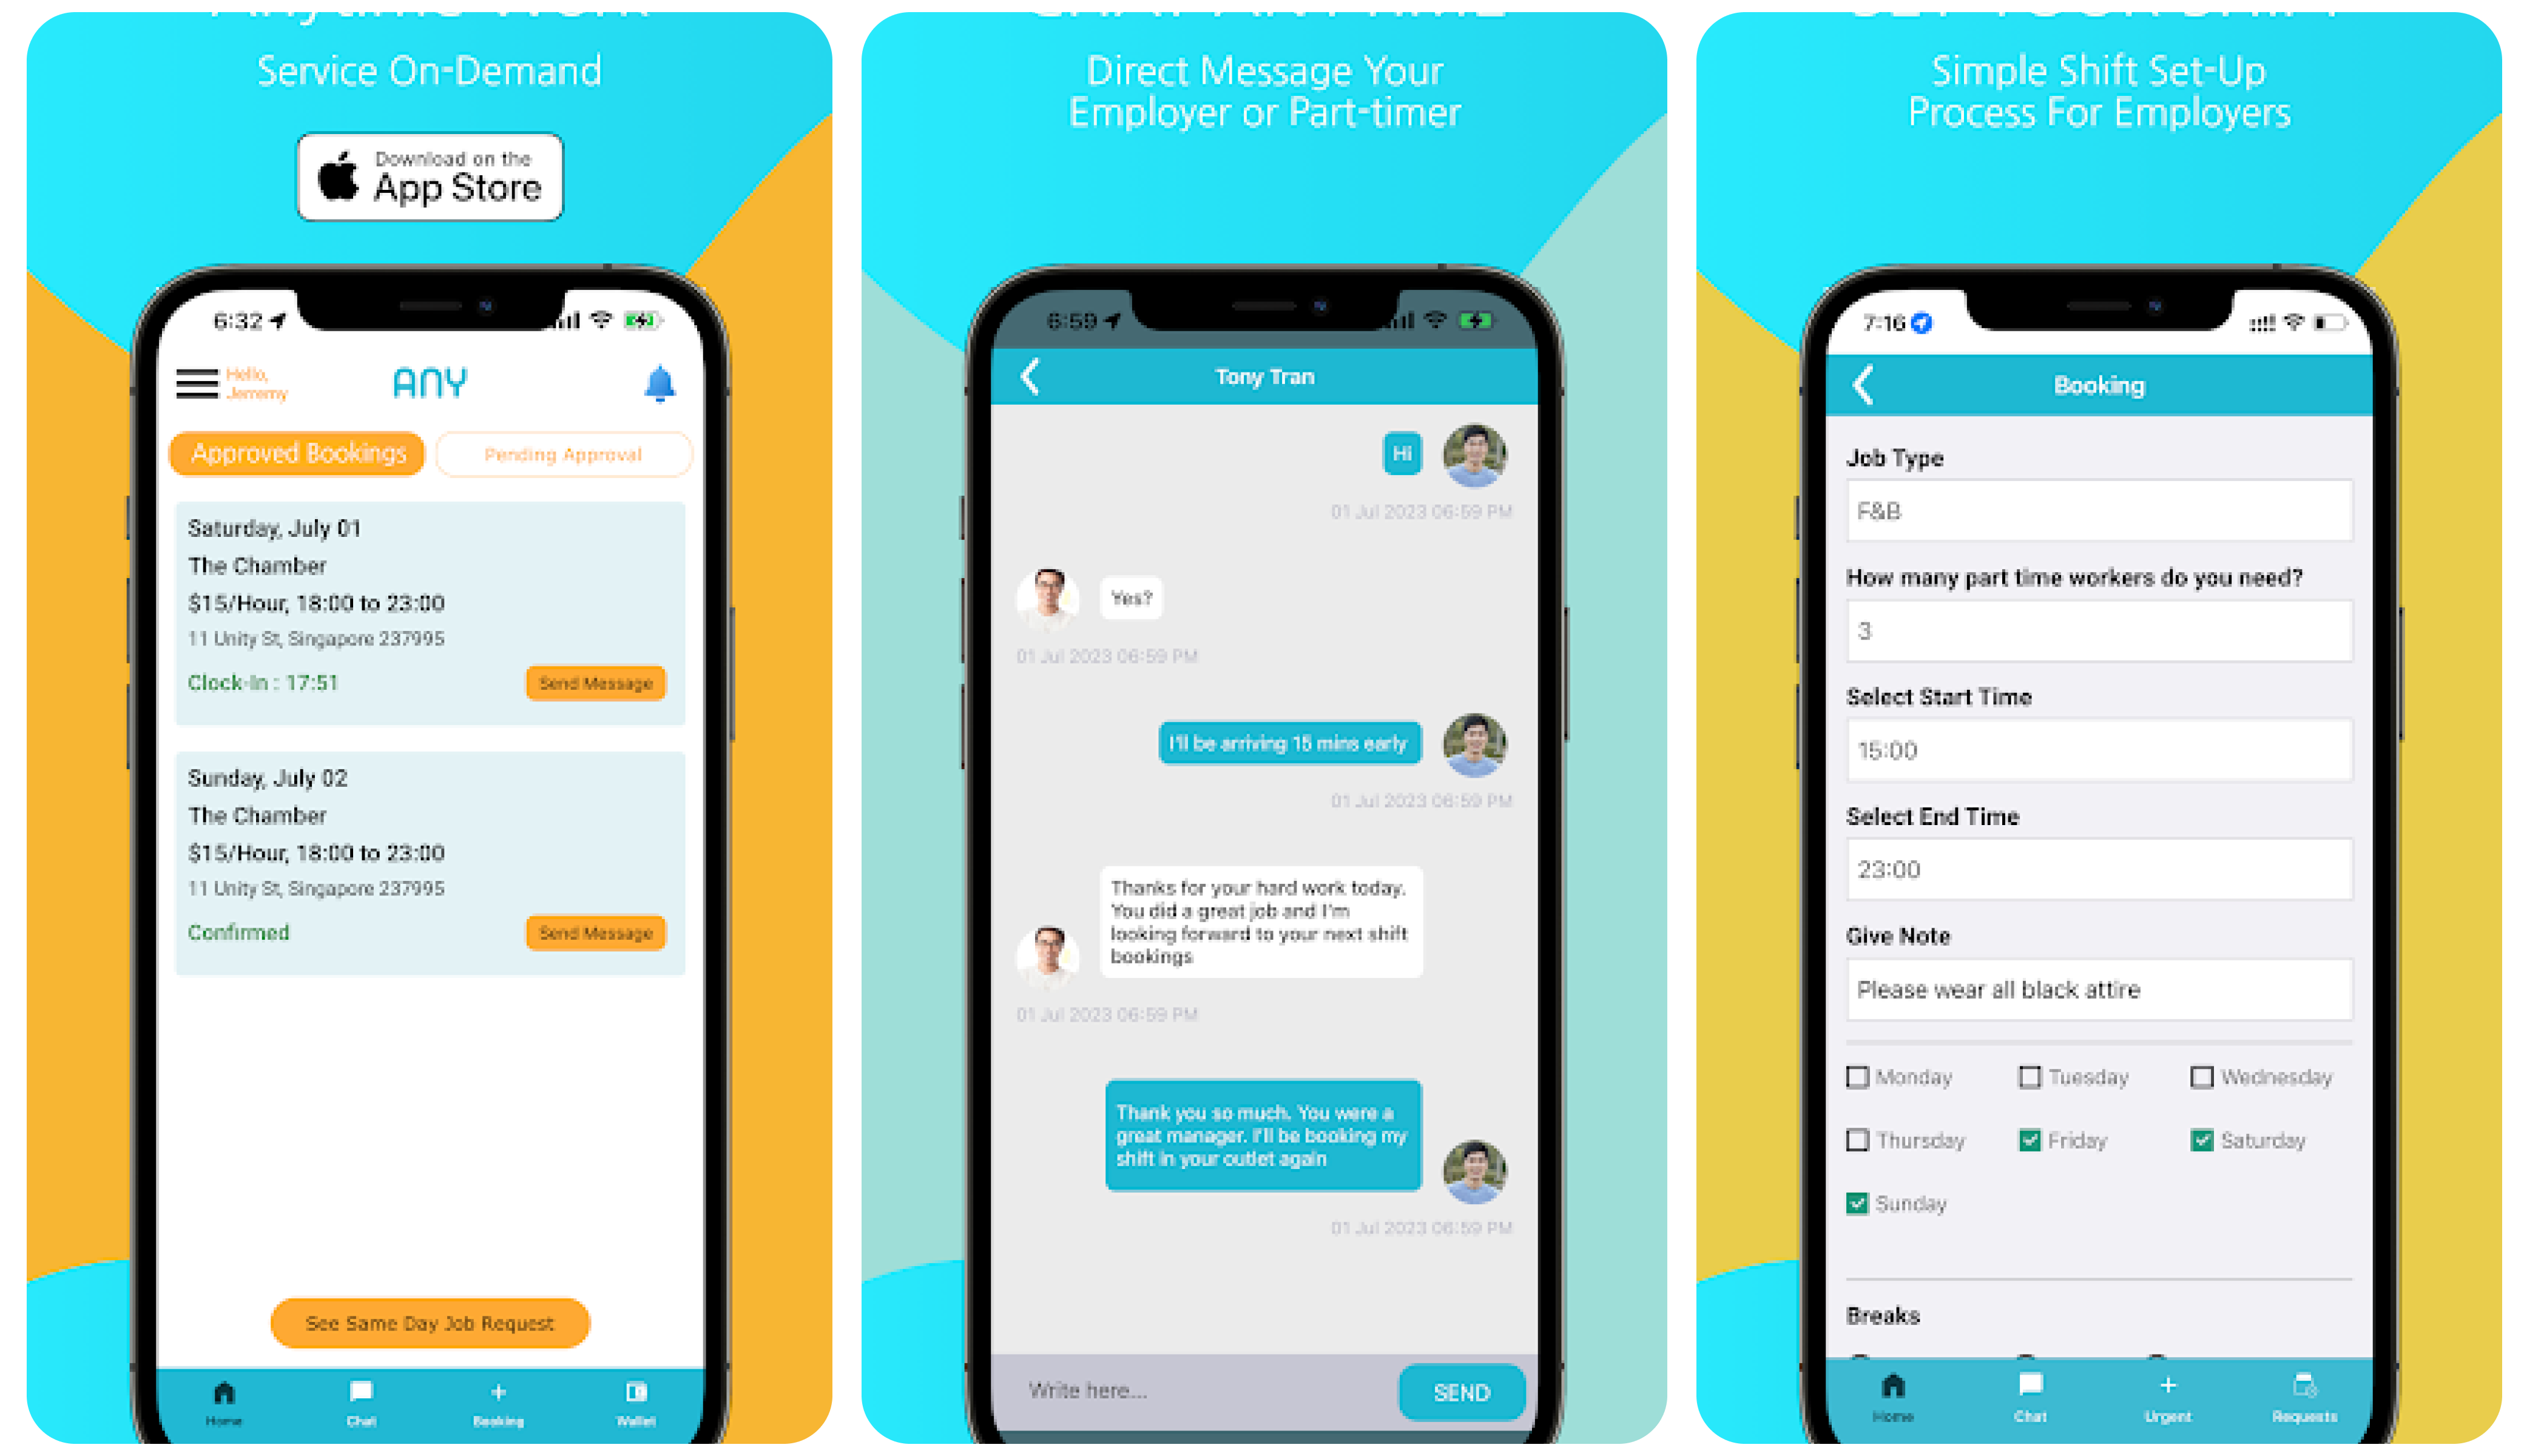 Anytime Work
Service On-Demand
Download on the
App Store
6:32
Hello,
Jerremy
ANY
Approved Bookings
Pending Approval
Saturday, July 01
The Chamber
$15/Hour, 18:00 to 23:00
11 Unity St, Singapore 237995
Clock-In : 17:51
Send Message
Sunday, July 02
The Chamber
$15/Hour, 18:00 to 23:00
11 Unity St, Singapore 237995
Confirmed
Send Message
See Same Day Job Request
Home
Chat
Booking
Wallet
CHAT ANYTIME
Direct Message Your
Employer or Part-timer
6:59
Tony Tran
Hi
01 Jul 2023 06:59 PM
Yes?
01 Jul 2023 06:59 PM
I'll be arriving 15 mins early
01 Jul 2023 06:59 PM
Thanks for your hard work today.
You did a great job and I'm
looking forward to your next shift
bookings
01 Jul 2023 06:59 PM
Thank you so much. You were a
great manager. I'll be booking my
shift in your outlet again
01 Jul 2023 06:59 PM
Write here...
SEND
SET YOUR SHIFT
Simple Shift Set-Up
Process For Employers
7:16
Booking
Job Type
F&B
How many part time workers do you need?
3
Select Start Time
15:00
Select End Time
23:00
Give Note
Please wear all black attire
Monday
Tuesday
Wednesday
Thursday
Friday
Saturday
Sunday
Breaks
Home
Chat
Urgent
Requests